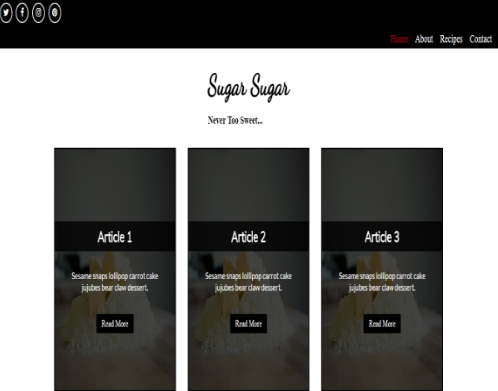 Home About Recipes Contact
Sugar Sugar
Never Too Sweet...
Article 1
Sesame snaps lollipop carrot cake
jujubes bear claw dessert.
Read More
Article 2
Sesame snaps lollipop carrot cake
jujubes bear claw dessert.
Read More
Article 3
Sesame snaps lollipop carrot cake
jujubes bear claw dessert.
Read More